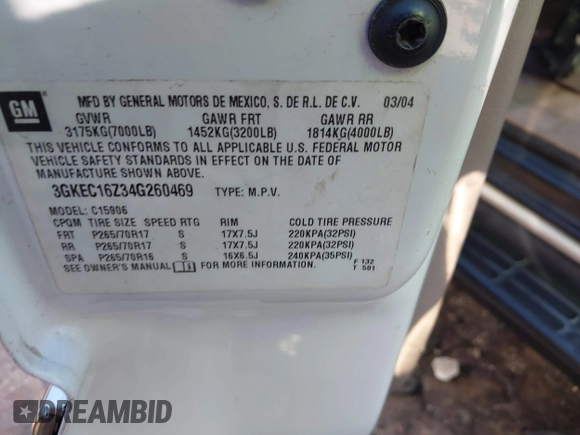 GM
MFD BY GENERAL MOTORS DE MEXICO, S. DE R.L. DE C.V. 03/04
GVWR GAWR FRT GAWR RR
3175KG(7000LB) 1452KG(3200LB) 1814KG(4000LB)
THIS VEHICLE CONFORMS TO ALL APPLICABLE U.S. FEDERAL MOTOR
VEHICLE SAFETY STANDARDS IN EFFECT ON THE DATE OF
MANUFACTURE SHOWN ABOVE.
3GKEC16Z34G260469 TYPE: M.P.V.
MODEL: C15906
CPQM TIRE SIZE SPEED RTG RIM COLD TIRE PRESSURE
FRT P265/70R17 S 17X7.5J 220KPA(32PSI)
RR P265/70R17 S 17X7.5J 220KPA(32PSI)
SPA P265/70R16 S 16X6.5J 240KPA(35PSI)
SEE OWNER'S MANUAL FOR MORE INFORMATION. F 132
T 581
DREAMBID